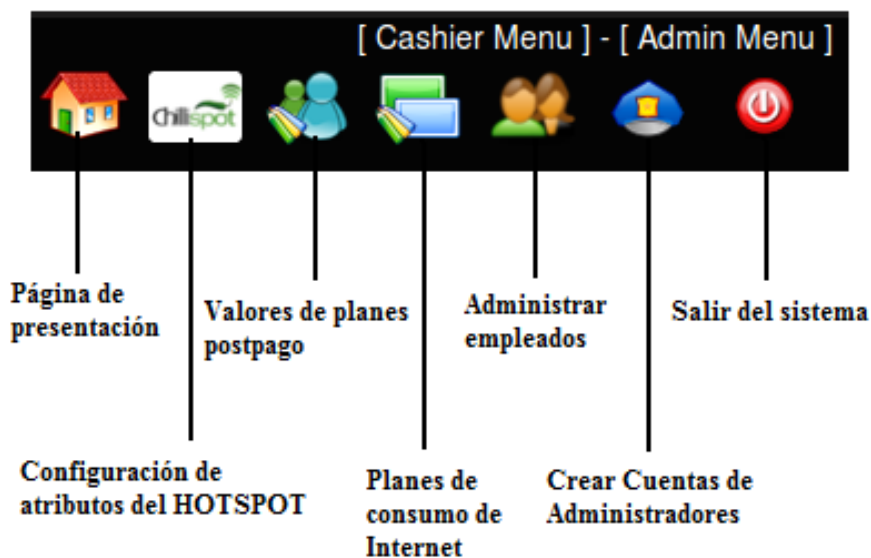 [ Cashier Menu ] - [ Admin Menu ]
Chillispot
Página de
presentación
Valores de planes
postpago
Administrar
empleados
Salir del sistema
Configuración de
atributos del HOTSPOT
Planes de
consumo de
Internet
Crear Cuentas de
Administradores